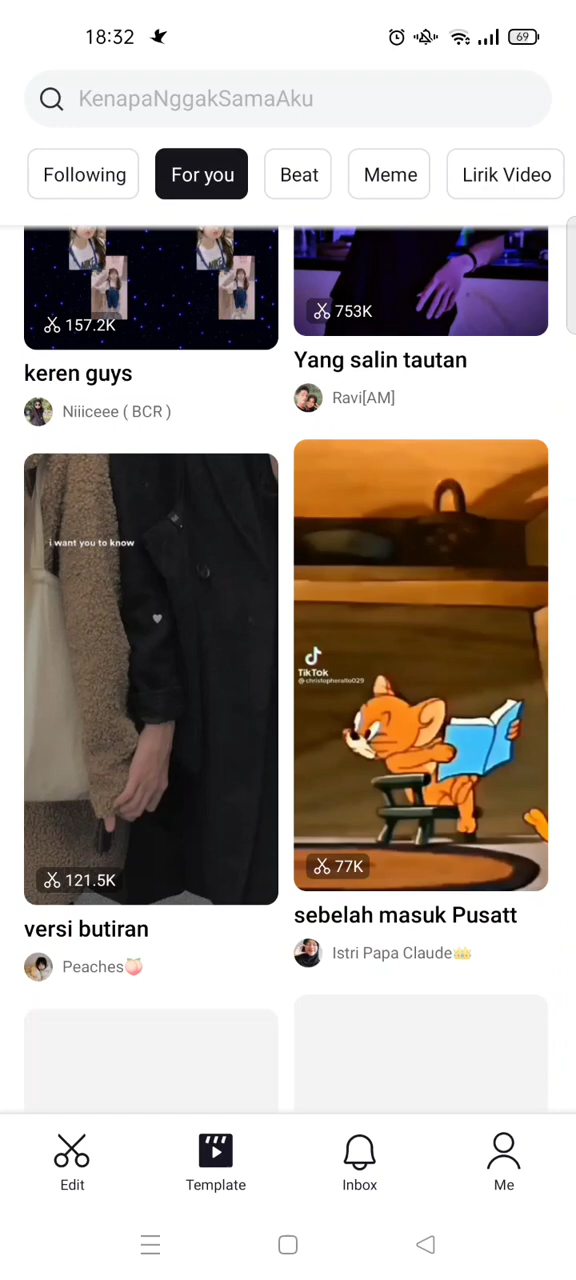 18:32
69
KenapaNggakSamaAku
Following
For you
Beat
Meme
Lirik Video
157.2K
753K
keren guys
Yang salin tautan
Niiiceee ( BCR )
Ravi[AM]
i want you to know
TikTok
@christopherallo029
121.5K
77K
versi butiran
sebelah masuk Pusatt
Peaches🍑
Istri Papa Claude👑
Edit
Template
Inbox
Me